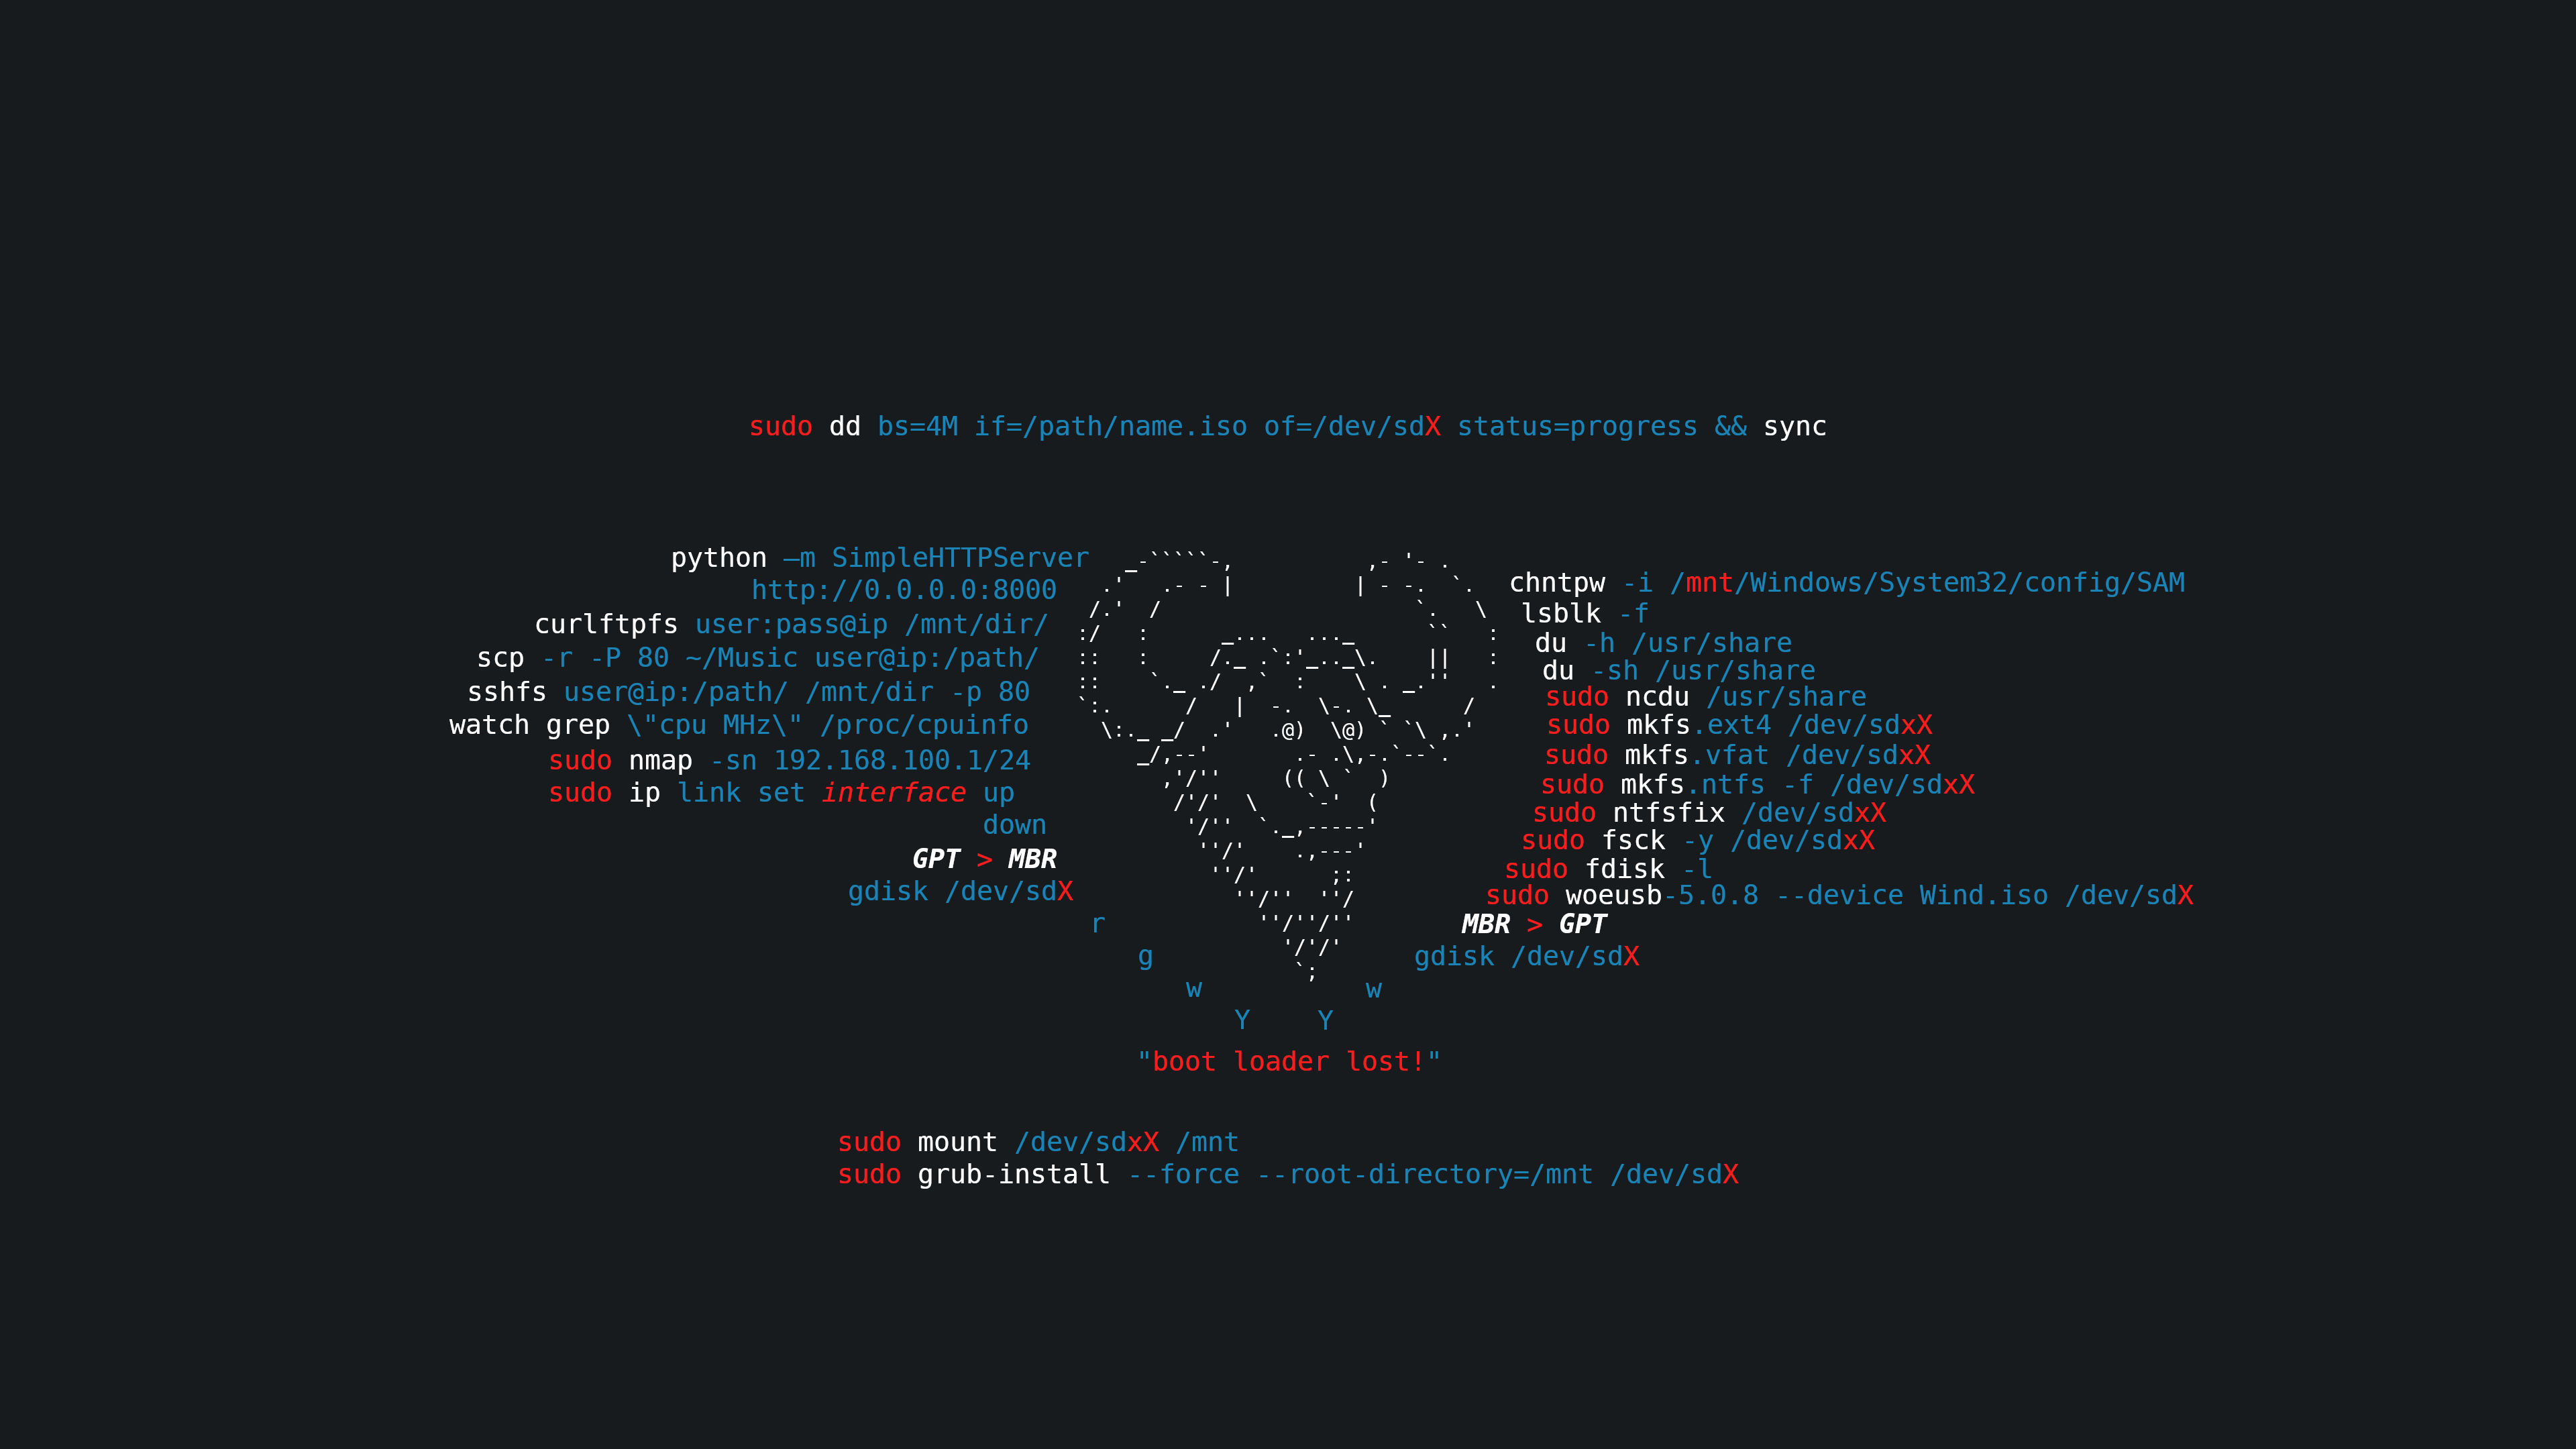 sudo dd bs=4M if=/path/name.iso of=/dev/sdX status=progress && sync
python –m SimpleHTTPServer
http://0.0.0.0:8000
curlftpfs user:pass@ip /mnt/dir/
scp -r -P 80 ~/Music user@ip:/path/
sshfs user@ip:/path/ /mnt/dir -p 80
watch grep \"cpu MHz\" /proc/cpuinfo
sudo nmap -sn 192.168.100.1/24
sudo ip link set interface up
down
GPT > MBR
gdisk /dev/sdX
r
g
w
Y
chntpw -i /mnt/Windows/System32/config/SAM
lsblk -f
du -h /usr/share
du -sh /usr/share
sudo ncdu /usr/share
sudo mkfs.ext4 /dev/sdxX
sudo mkfs.vfat /dev/sdxX
sudo mkfs.ntfs -f /dev/sdxX
sudo ntfsfix /dev/sdxX
sudo fsck -y /dev/sdxX
sudo fdisk -l
sudo woeusb-5.0.8 --device Wind.iso /dev/sdX
MBR > GPT
gdisk /dev/sdX
w
Y
"boot loader lost!"
sudo mount /dev/sdxX /mnt
sudo grub-install --force --root-directory=/mnt /dev/sdX